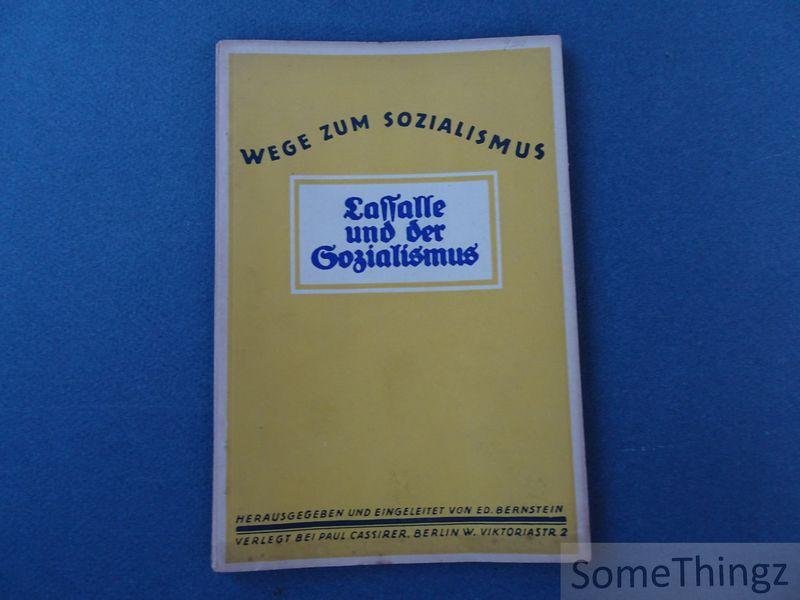 WEGE ZUM SOZIALISMUS
Lassalle
und der
Sozialismus
HERAUSGEGEBEN UND EINGELEITET VON ED. BERNSTEIN
VERLEGT BEI PAUL CASSIRER, BERLIN W. VIKTORIASTR. 2
SomeThingz